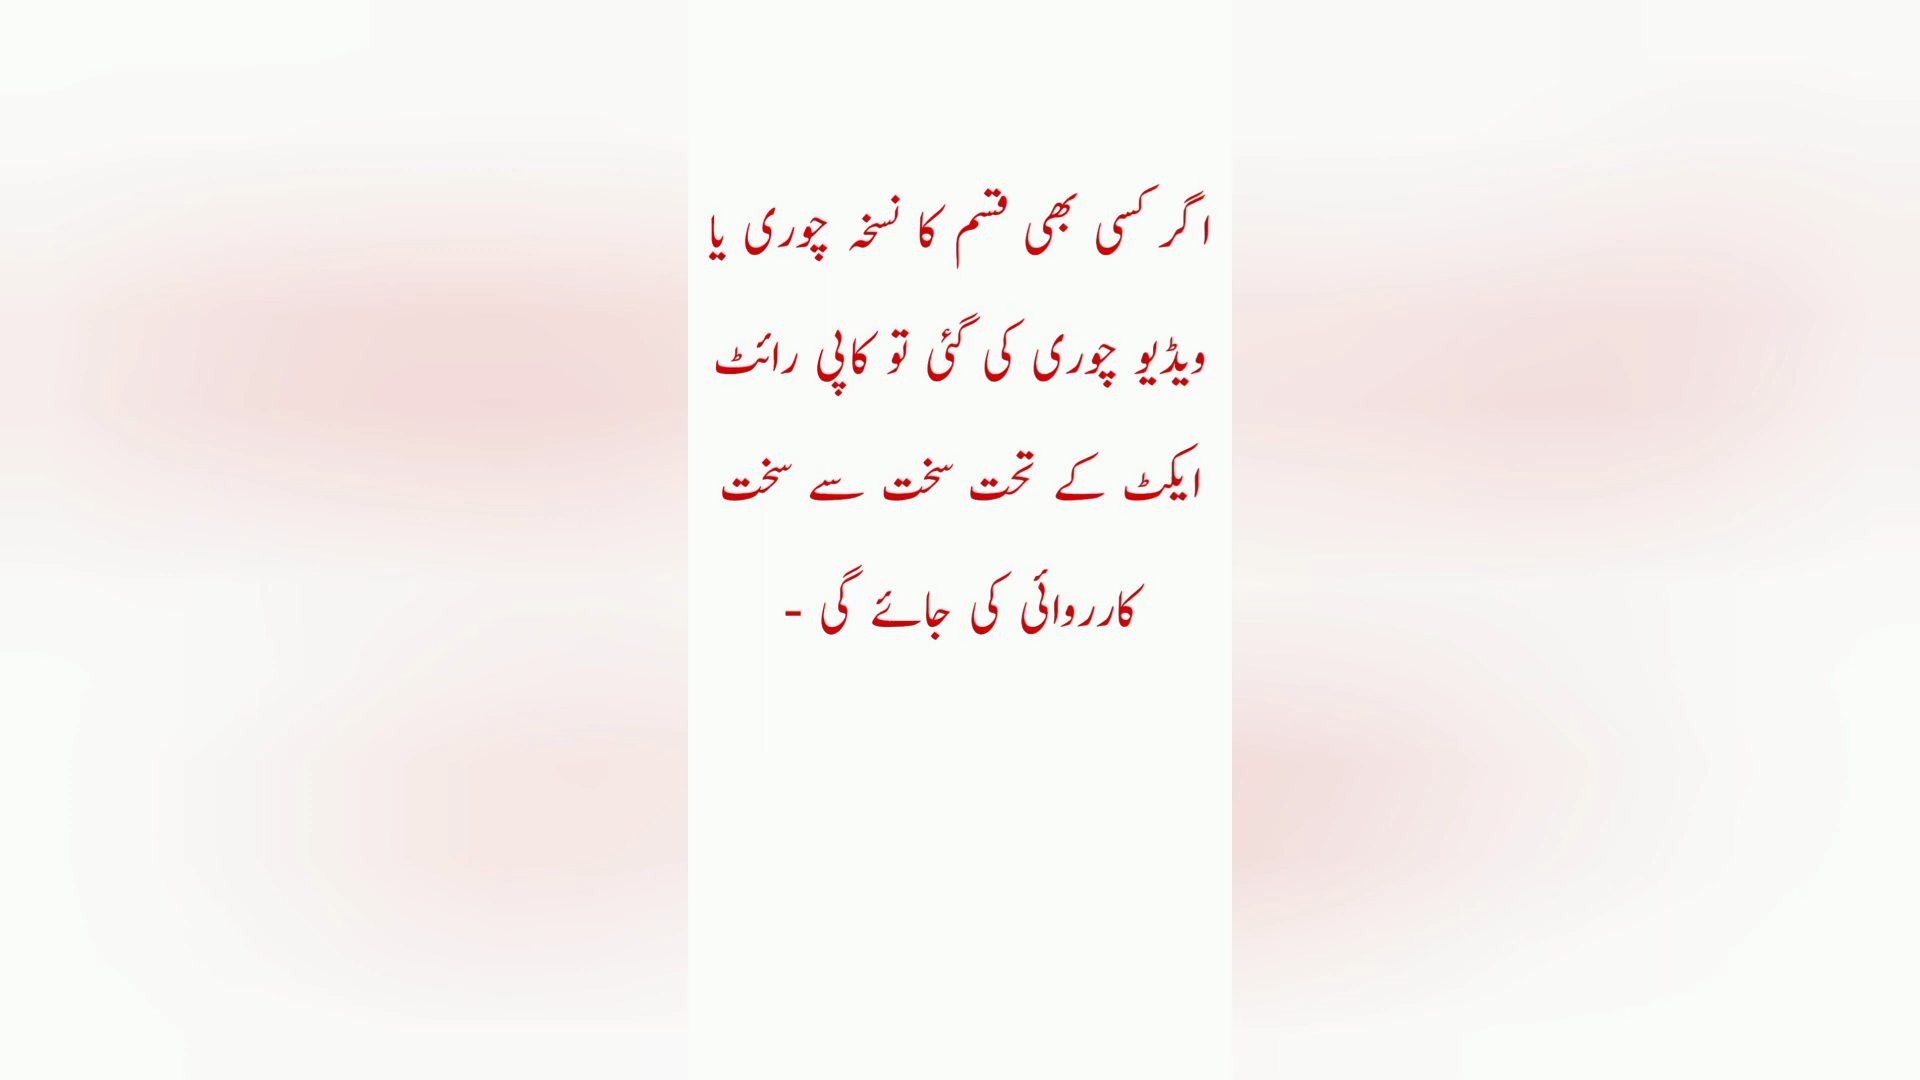 اگر کسی بھی قسم کا نسخہ چوری یا
ویڈیو چوری کی گئی تو کاپی رائٹ
ایکٹ کے تحت سخت سے سخت
کارروائی کی جائے گی -